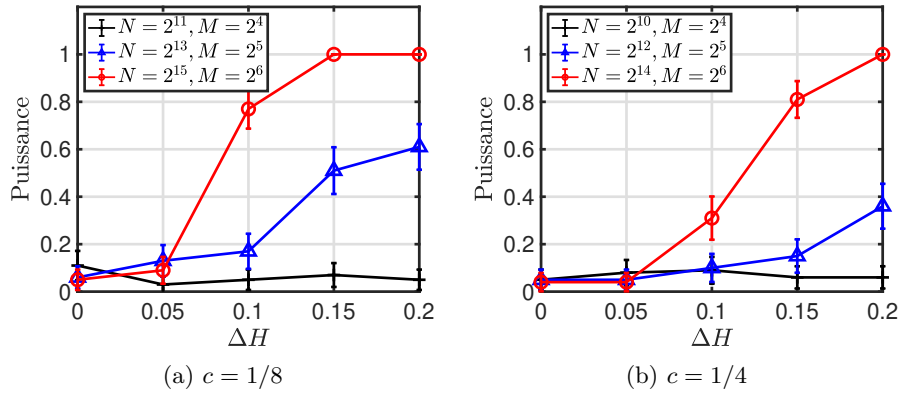 N = 2^11, M = 2^4
N = 2^13, M = 2^5
N = 2^15, M = 2^6
Puissance
1
0.8
0.6
0.4
0.2
0
0 0.05 0.1 0.15 0.2
ΔH
(a) c = 1/8
N = 2^10, M = 2^4
N = 2^12, M = 2^5
N = 2^14, M = 2^6
Puissance
1
0.8
0.6
0.4
0.2
0
0 0.05 0.1 0.15 0.2
ΔH
(b) c = 1/4